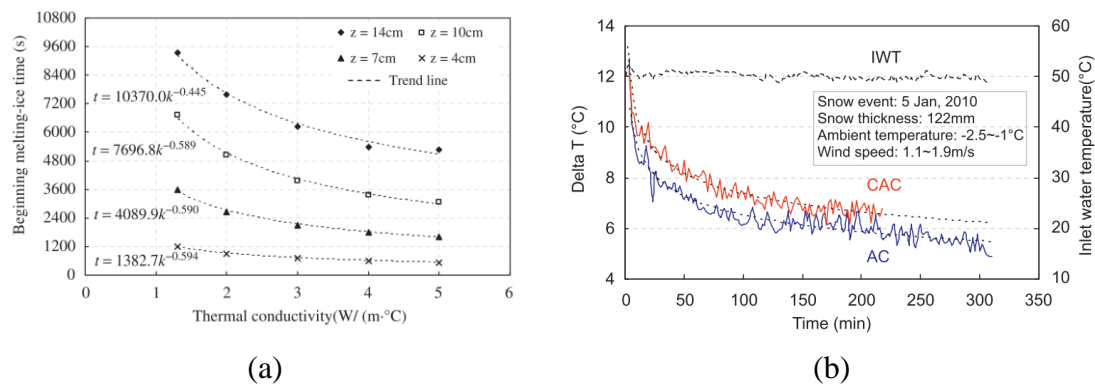 10800
9600
8400
7200
6000
4800
3600
2400
1200
0
Beginning melting-ice time (s)
z = 14cm z = 10cm
z = 7cm z = 4cm
Trend line
t = 10370.0k^−0.445
t = 7696.8k^−0.589
t = 4089.9k^−0.590
t = 1382.7k^−0.594
0 1 2 3 4 5 6
Thermal conductivity(W/ (m·°C)
(a)
14
12
10
8
6
4
Delta T (°C)
IWT
Snow event: 5 Jan, 2010
Snow thickness: 122mm
Ambient temperature: -2.5~-1°C
Wind speed: 1.1~1.9m/s
CAC
AC
60
50
40
30
20
10
Inlet water temperature(°C)
0 50 100 150 200 250 300 350
Time (min)
(b)